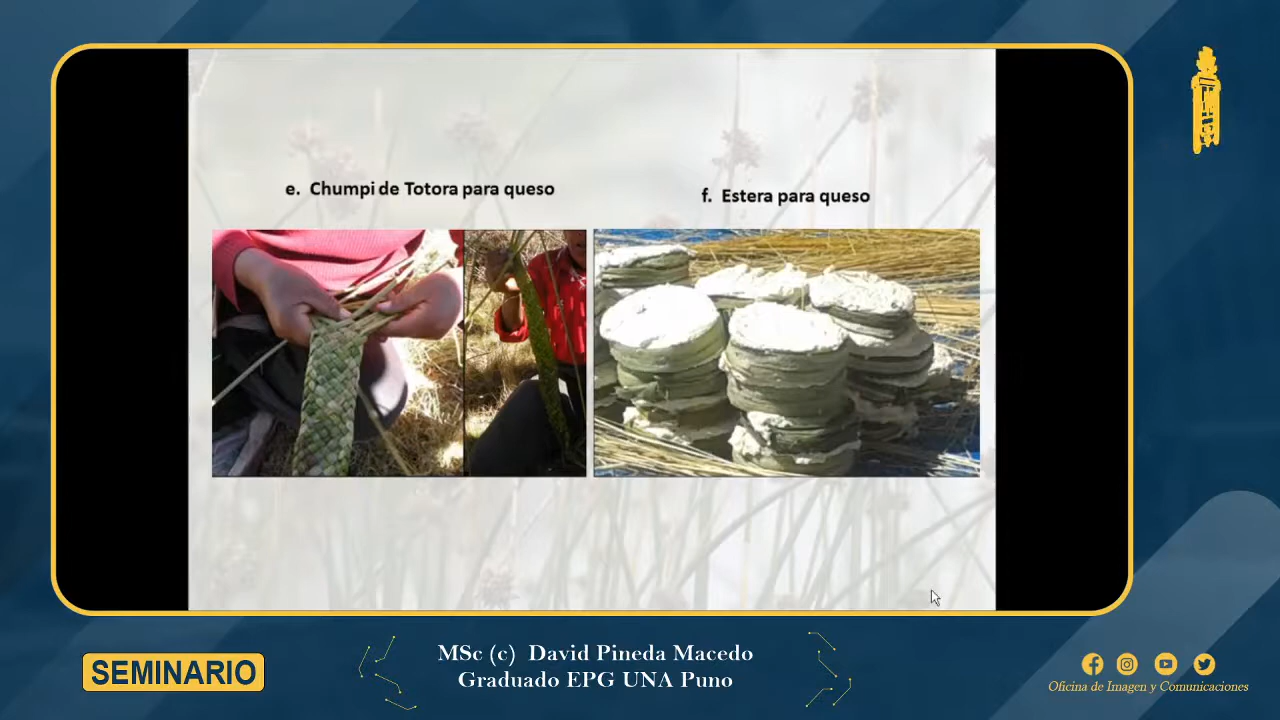 e. Chumpi de Totora para queso
f. Estera para queso
SEMINARIO
MSc (c) David Pineda Macedo
Graduado EPG UNA Puno
Oficina de Imagen y Comunicaciones